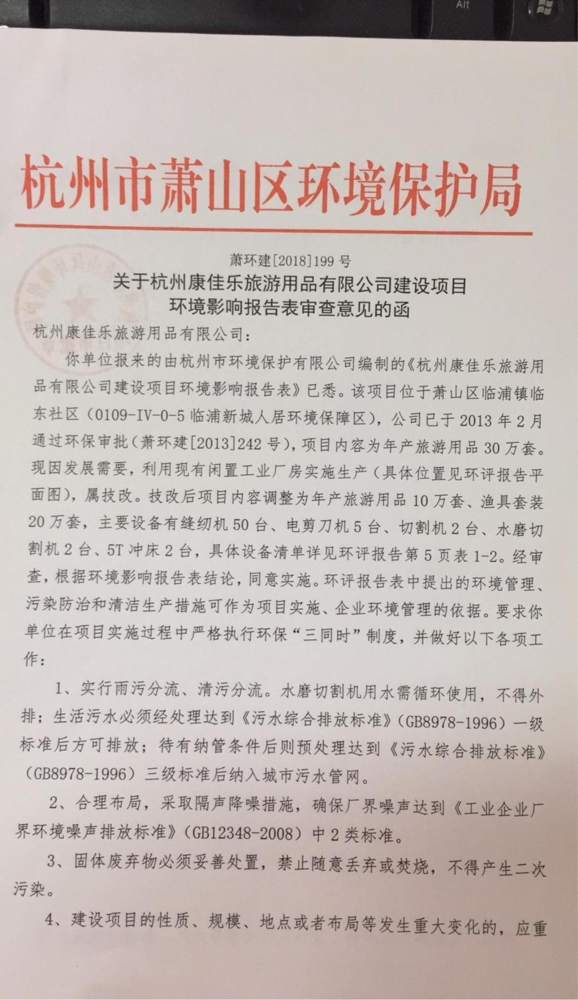 Alt
杭州市萧山区环境保护局
萧环建[2018]199 号
关于杭州康佳乐旅游用品有限公司建设项目
环境影响报告表审查意见的函
杭州康佳乐旅游用品有限公司：
你单位报来的由杭州市环境保护有限公司编制的《杭州康佳乐旅游用
品有限公司建设项目环境影响报告表》已悉。该项目位于萧山区临浦镇临
东社区（0109-IV-0-5 临浦新城人居环境保障区），公司已于 2013 年 2 月
通过环保审批（萧环建[2013]242 号），项目内容为年产旅游用品 30 万套。
现因发展需要，利用现有闲置工业厂房实施生产（具体位置见环评报告平
面图），属技改。技改后项目内容调整为年产旅游用品 10 万套、渔具套装
20 万套，主要设备有缝纫机 50 台、电剪刀机 5 台、切割机 2 台、水磨切
割机 2 台、5T 冲床 2 台，具体设备清单详见环评报告第 5 页表 1-2。经审
查，根据环境影响报告表结论，同意实施。环评报告表中提出的环境管理、
污染防治和清洁生产措施可作为项目实施、企业环境管理的依据。要求你
单位在项目实施过程中严格执行环保“三同时”制度，并做好以下各项工
作：
1、实行雨污分流、清污分流。水磨切割机用水需循环使用，不得外
排；生活污水必须经处理达到《污水综合排放标准》（GB8978-1996）一级
标准后方可排放；待有纳管条件后则预处理达到《污水综合排放标准》
（GB8978-1996）三级标准后纳入城市污水管网。
2、合理布局，采取隔声降噪措施，确保厂界噪声达到《工业企业厂
界环境噪声排放标准》（GB12348-2008）中 2 类标准。
3、固体废弃物必须妥善处置，禁止随意丢弃或焚烧，不得产生二次
污染。
4、建设项目的性质、规模、地点或者布局等发生重大变化的，应重